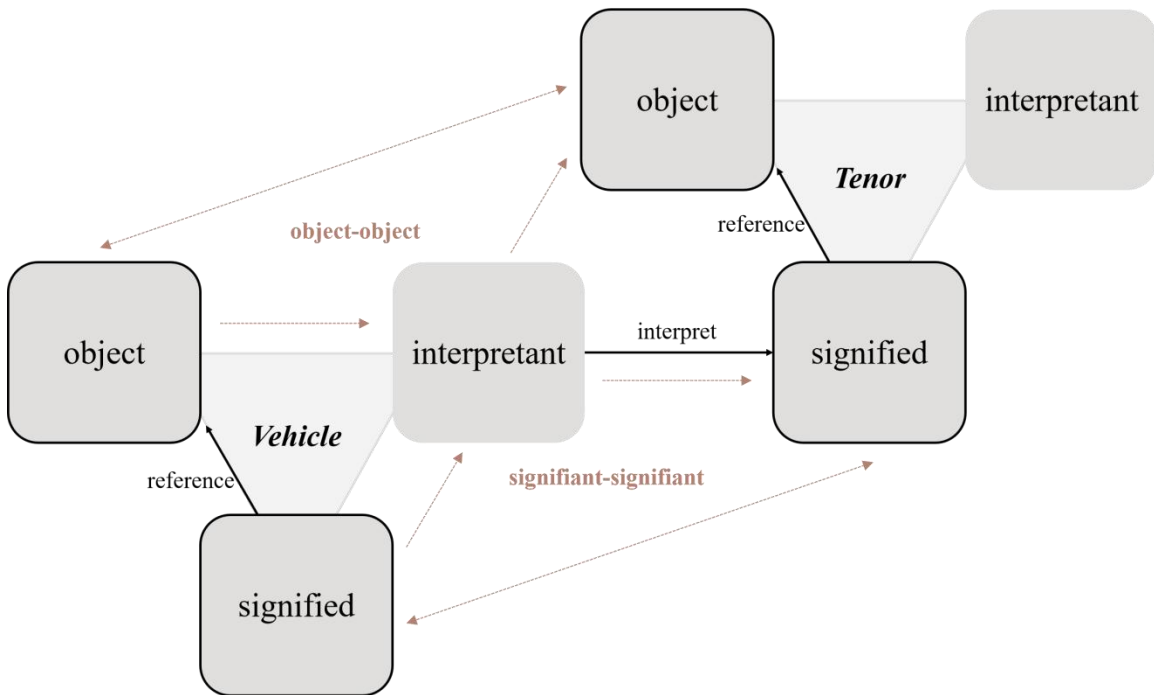 object
interpretant
Tenor
reference
object-object
object
interpretant
interpret
signified
Vehicle
reference
signifiant-signifiant
signified